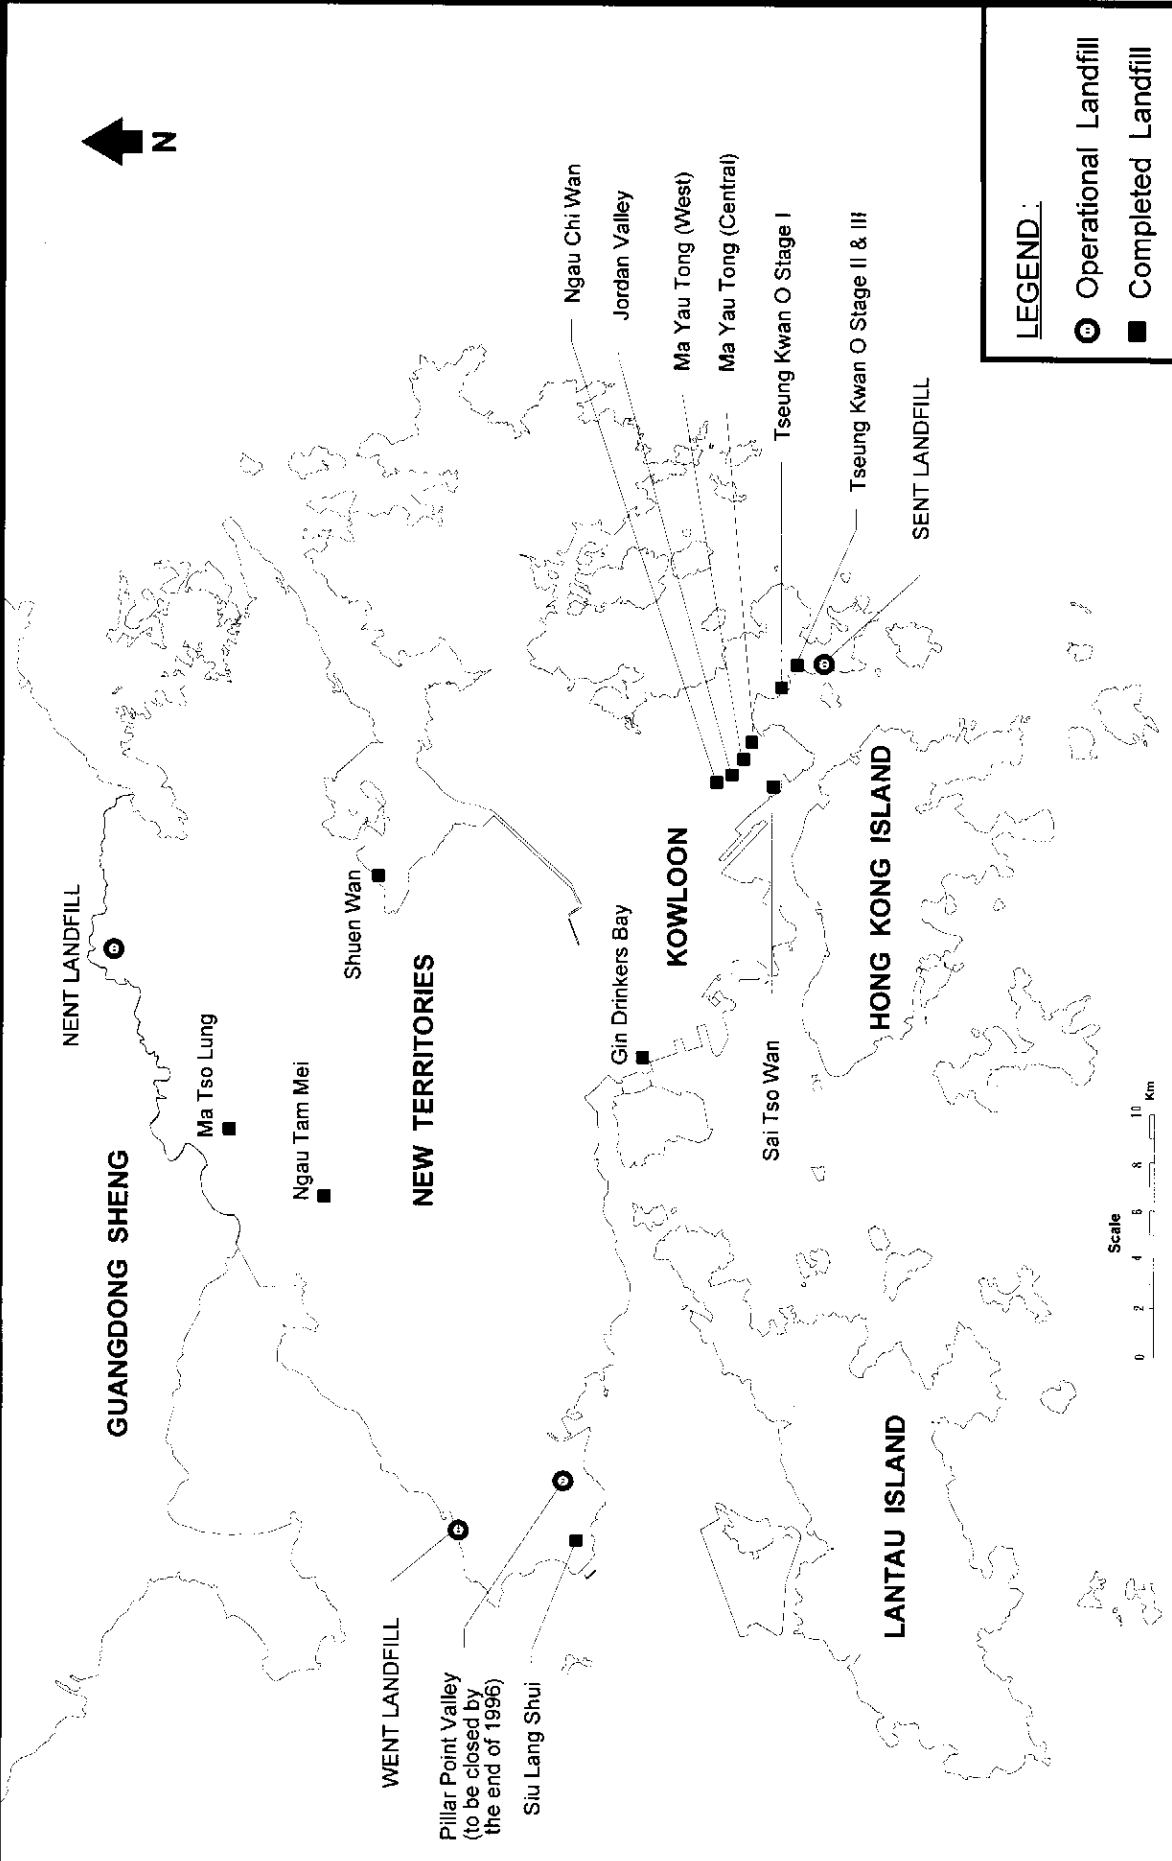 N
GUANGDONG SHENG
NENT LANDFILL
Ma Tso Lung
Ngau Tam Mei
Shuen Wan
NEW TERRITORIES
WENT LANDFILL
Pillar Point Valley
(to be closed by
the end of 1996)
Siu Lang Shui
Gin Drinkers Bay
KOWLOON
Sai Tso Wan
HONG KONG ISLAND
LANTAU ISLAND
Ngau Chi Wan
Jordan Valley
Ma Yau Tong (West)
Ma Yau Tong (Central)
Tseung Kwan O Stage I
Tseung Kwan O Stage II & III
SENT LANDFILL
Scale
0 2 4 6 8 10 Km
LEGEND :
Operational Landfill
Completed Landfill